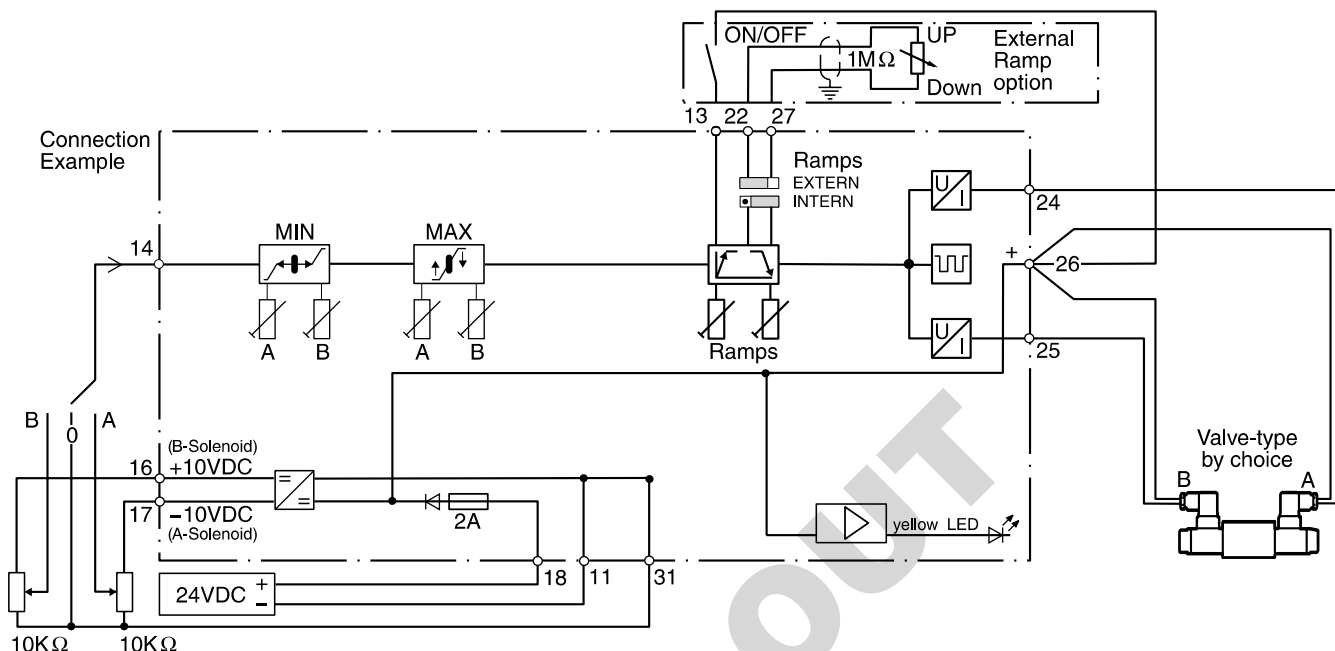 ON/OFF
UP
1MΩ
Down
External
Ramp
option
13 22 27
Connection
Example
Ramps
EXTERN
INTERN
U
I
24
14
MIN
MAX
+
26
A B
A B
Ramps
U
I
25
B 0 A
(B-Solenoid)
16 +10VDC
=
=
17 –10VDC
(A-Solenoid)
2A
yellow LED
Valve-type
by choice
B A
18 11 31
24VDC + –
10KΩ 10KΩ
OUT